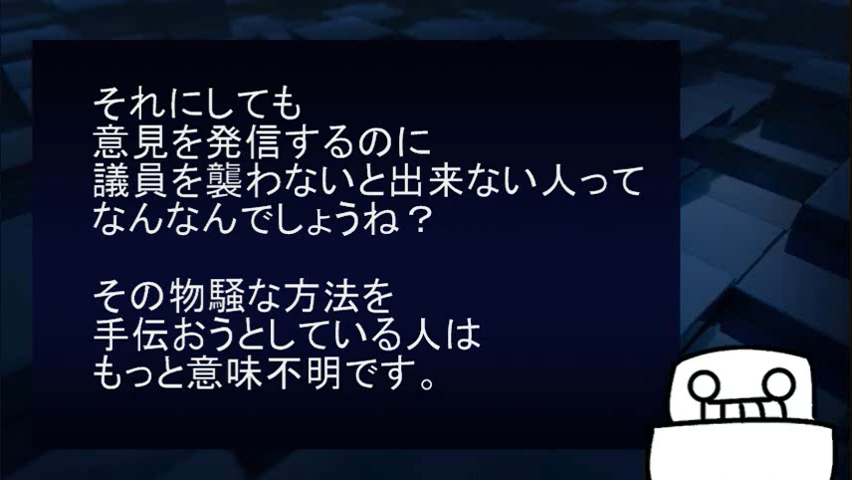 それにしても
意見を発信するのに
議員を襲わないと出来ない人って
なんなんでしょうね？
その物騒な方法を
手伝おうとしている人は
もっと意味不明です。